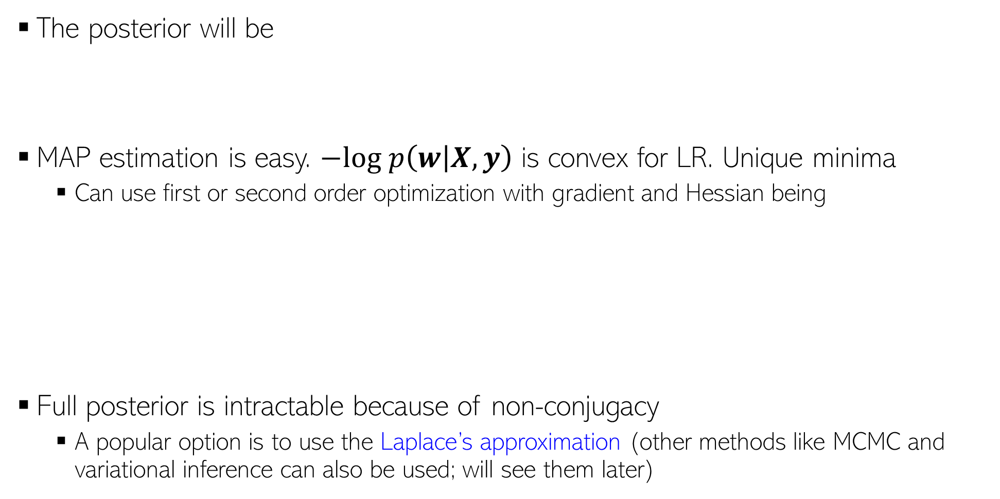 ▪ The posterior will be
▪ MAP estimation is easy. −log p(w|X, y) is convex for LR. Unique minima
▪ Can use first or second order optimization with gradient and Hessian being
▪ Full posterior is intractable because of non-conjugacy
▪ A popular option is to use the Laplace’s approximation (other methods like MCMC and
variational inference can also be used; will see them later)